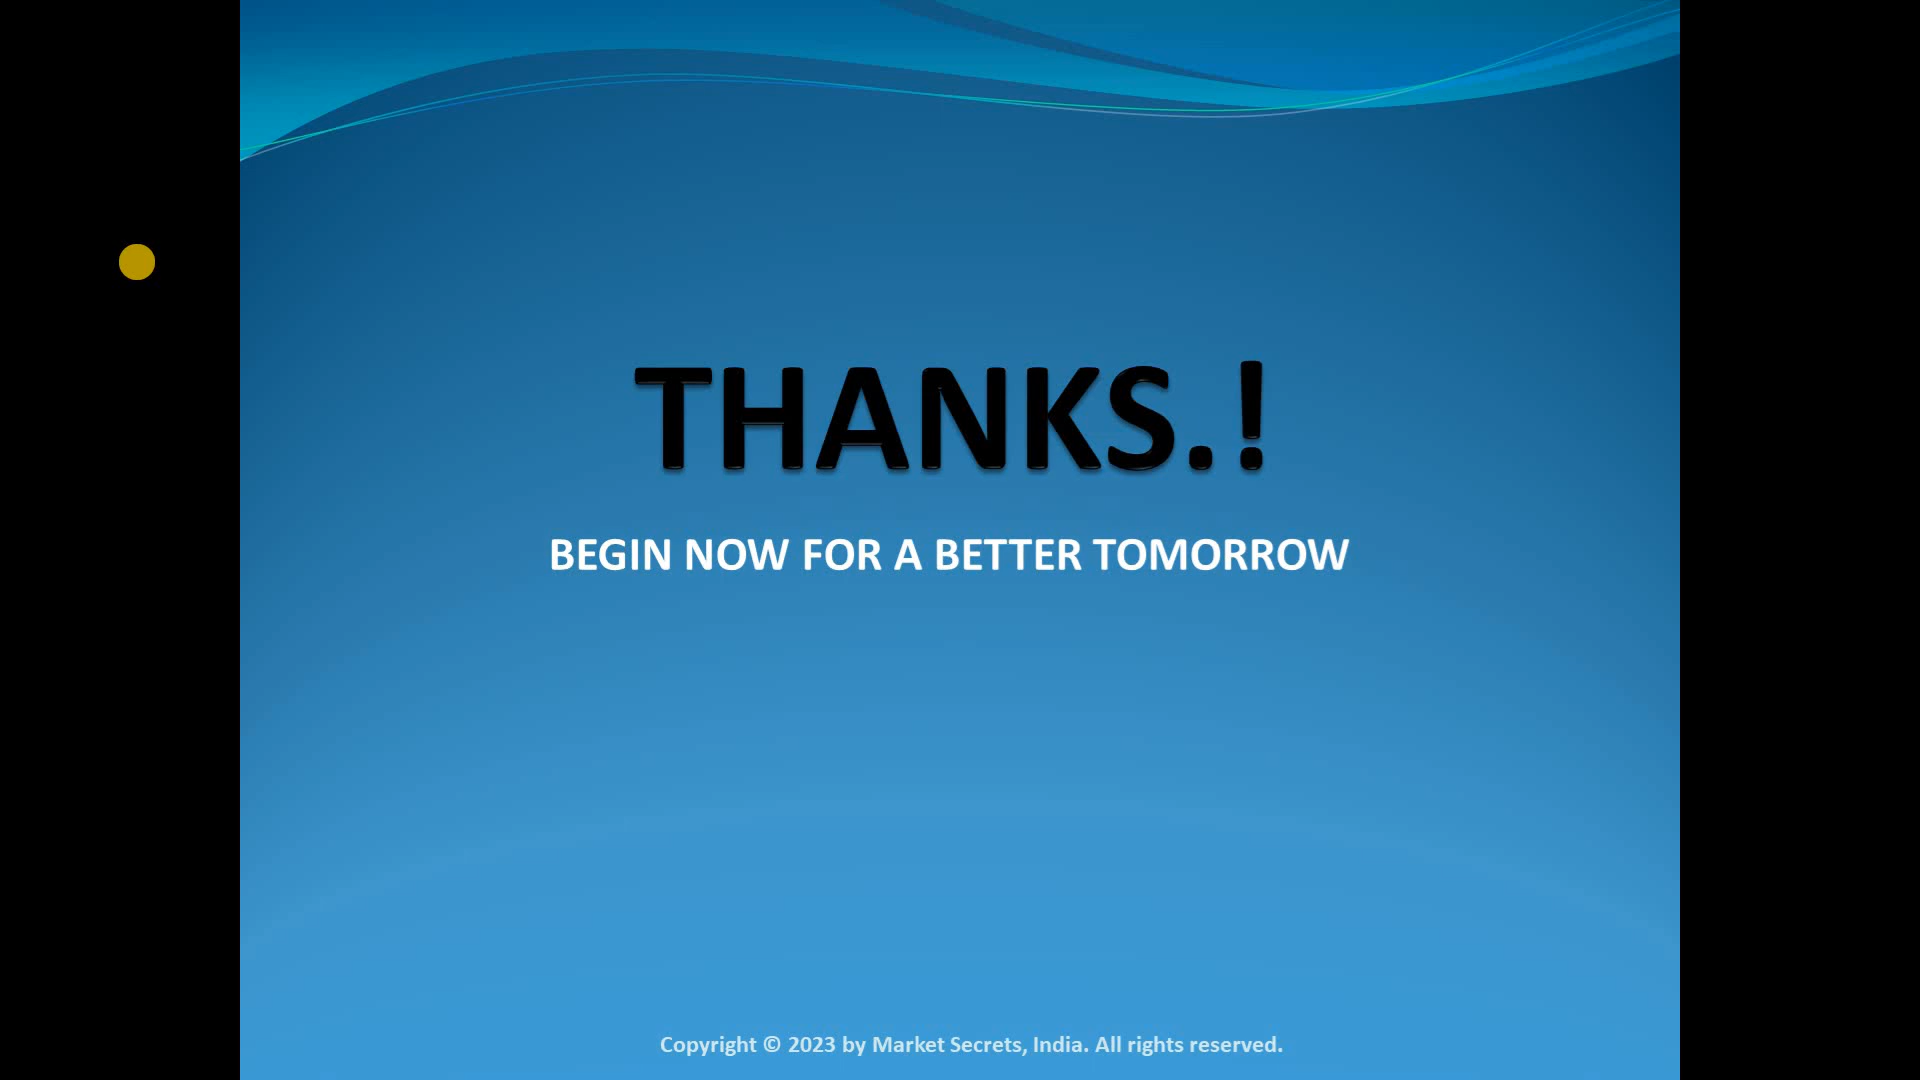 THANKS.!
BEGIN NOW FOR A BETTER TOMORROW
Copyright © 2023 by Market Secrets, India. All rights reserved.